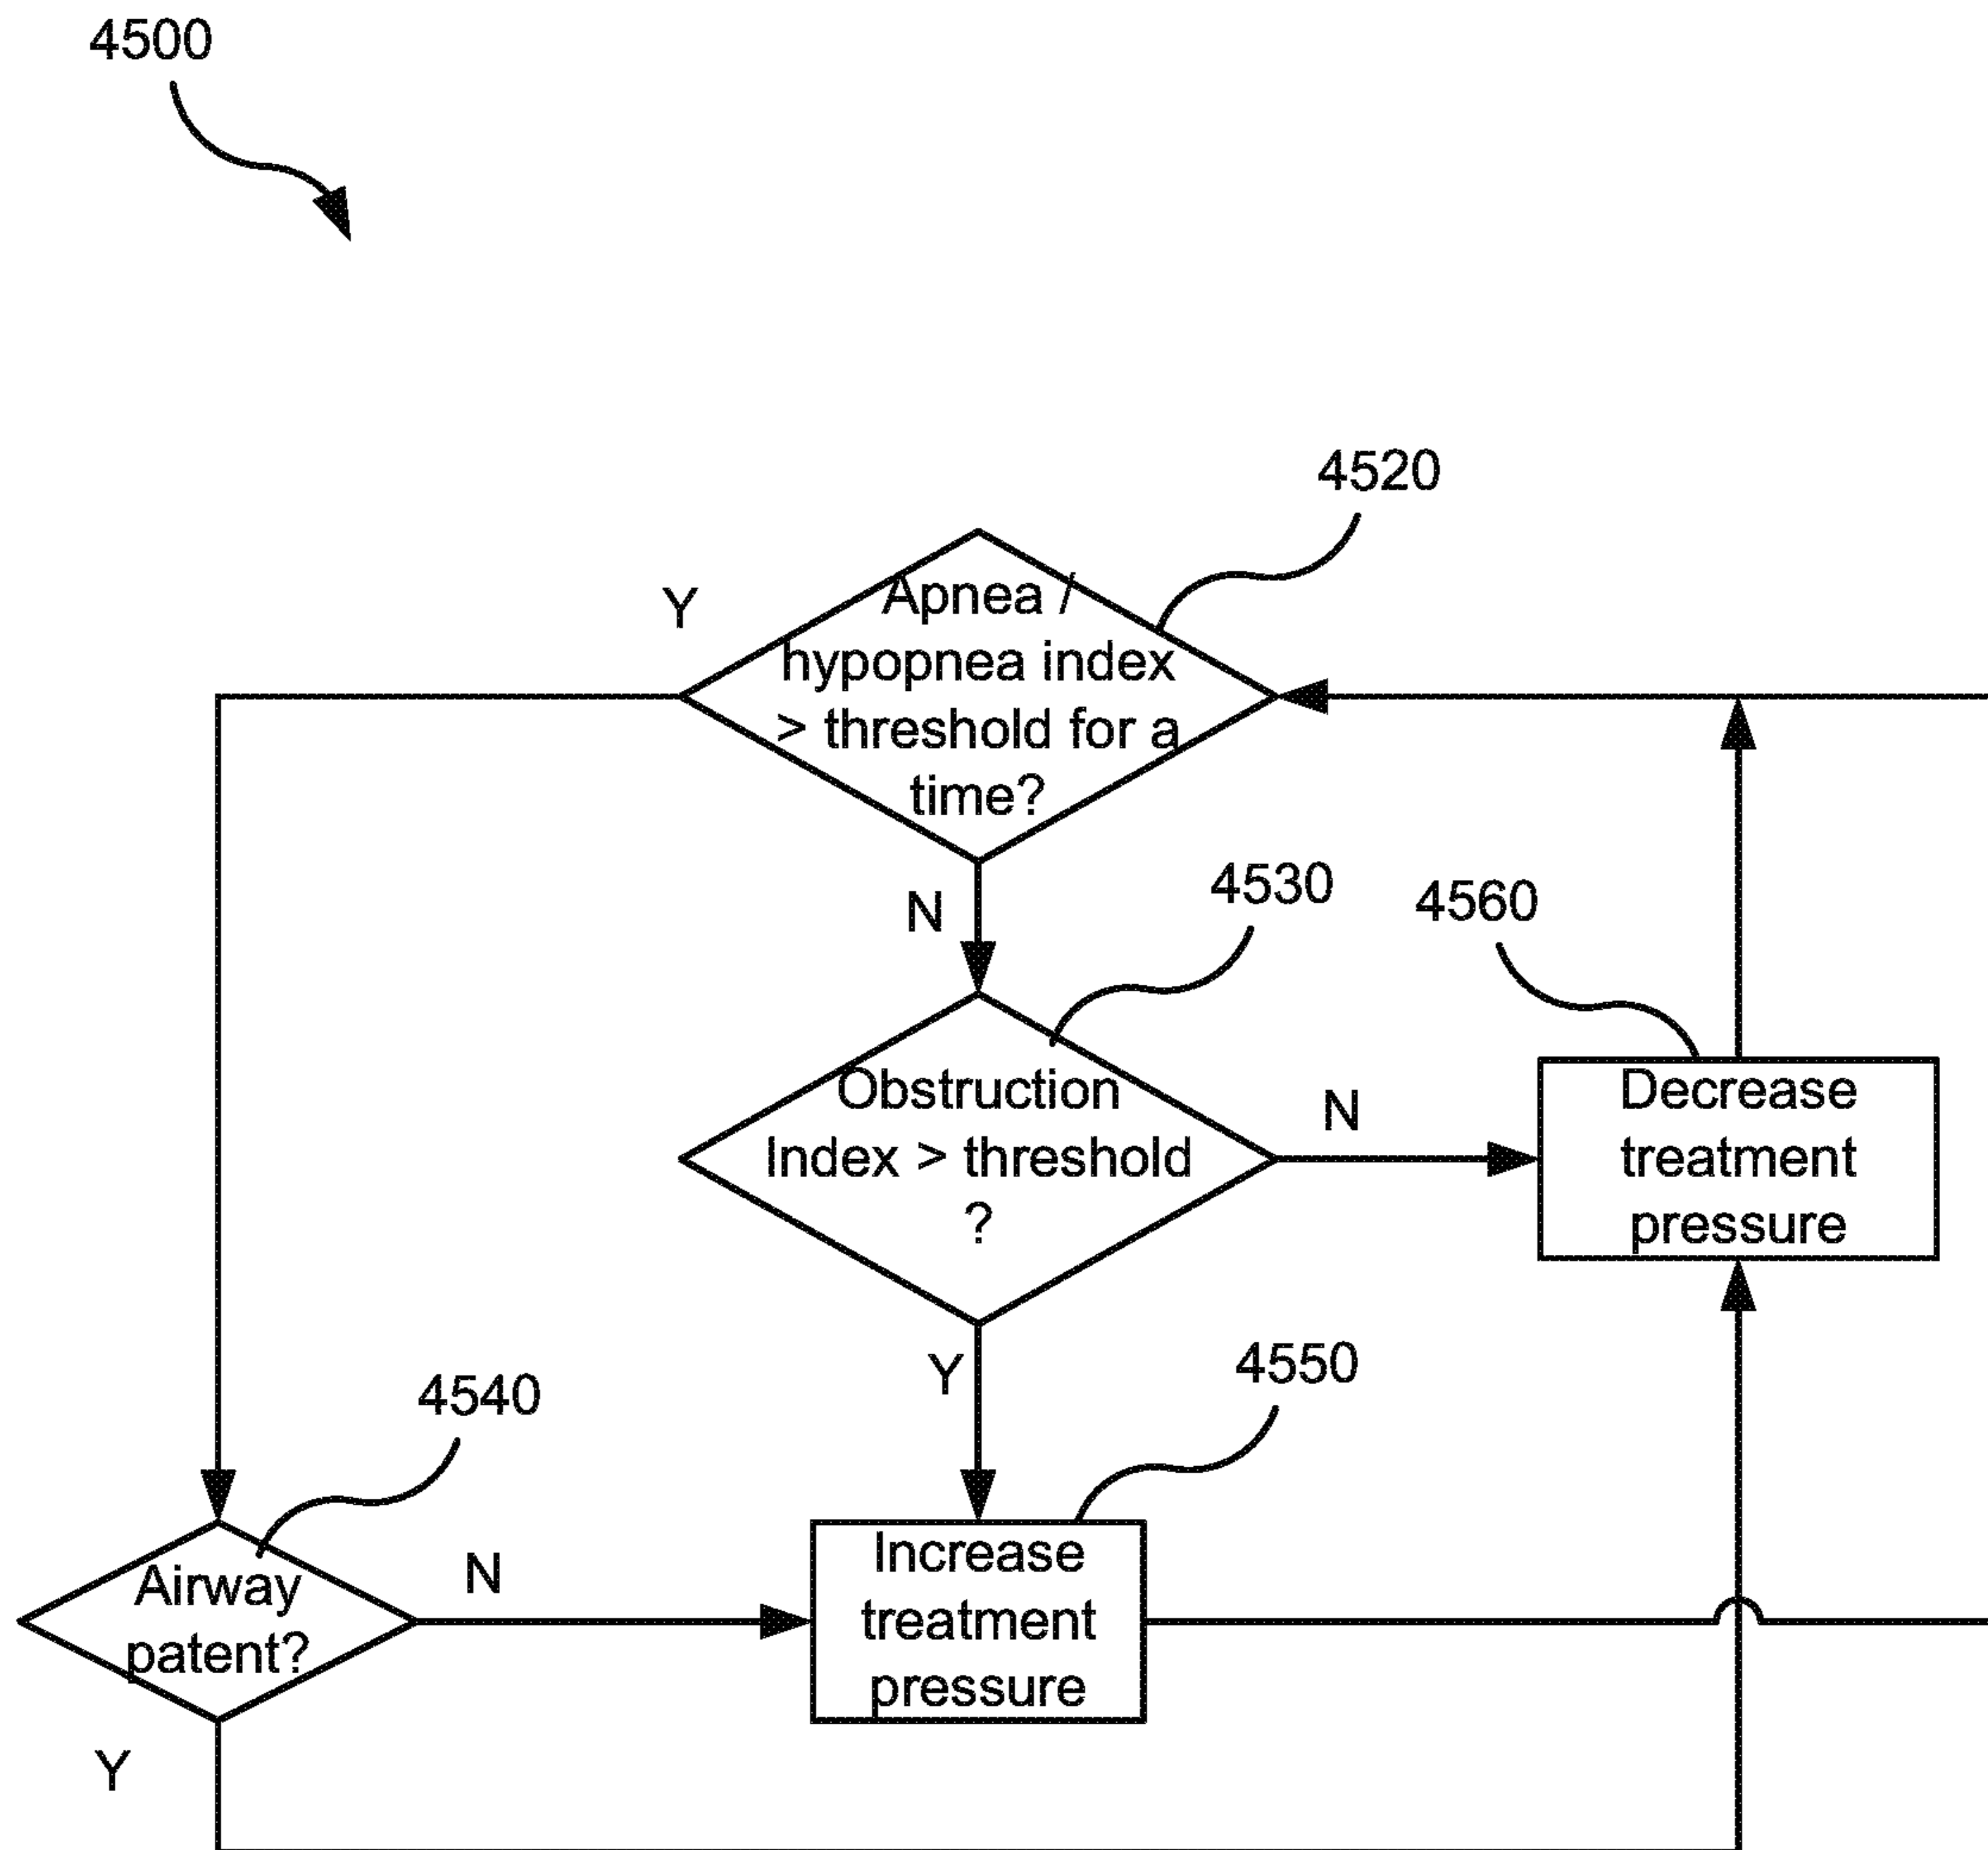 4500
4520
Y
Apnea /
hypopnea index
> threshold for a
time?
N
4530
4560
Obstruction
Index > threshold
?
N
Decrease
treatment
pressure
Y
4550
4540
Airway
patent?
N
Increase
treatment
pressure
Y